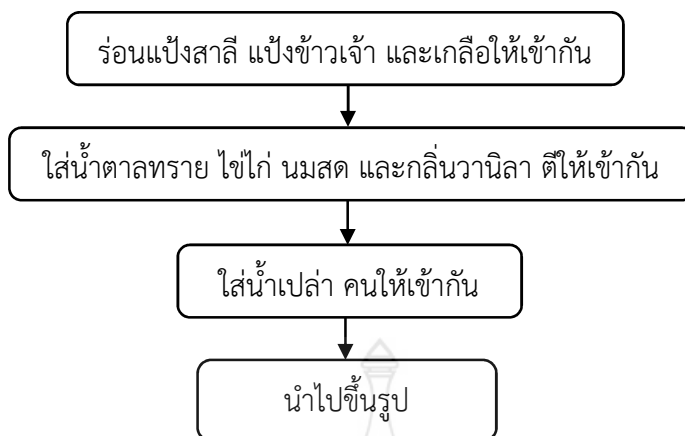 ร่อนแป้งสาลี แป้งข้าวเจ้า และเกลือให้เข้ากัน
ใส่น้ำตาลทราย ไข่ไก่ นมสด และกลิ่นวานิลา ตีให้เข้ากัน
ใส่น้ำเปล่า คนให้เข้ากัน
นำไปขึ้นรูป